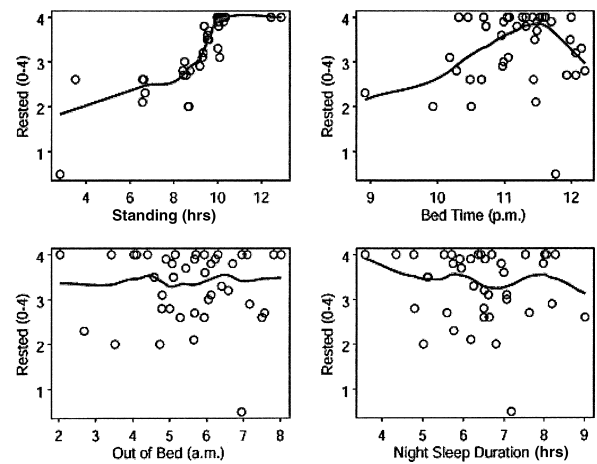 Rested (0-4)
4
3
2
1
4 6 8 10 12
Standing (hrs)
Rested (0-4)
4
3
2
1
9 10 11 12
Bed Time (p.m.)
Rested (0-4)
4
3
2
1
2 3 4 5 6 7 8
Out of Bed (a.m.)
Rested (0-4)
4
3
2
1
4 5 6 7 8 9
Night Sleep Duration (hrs)